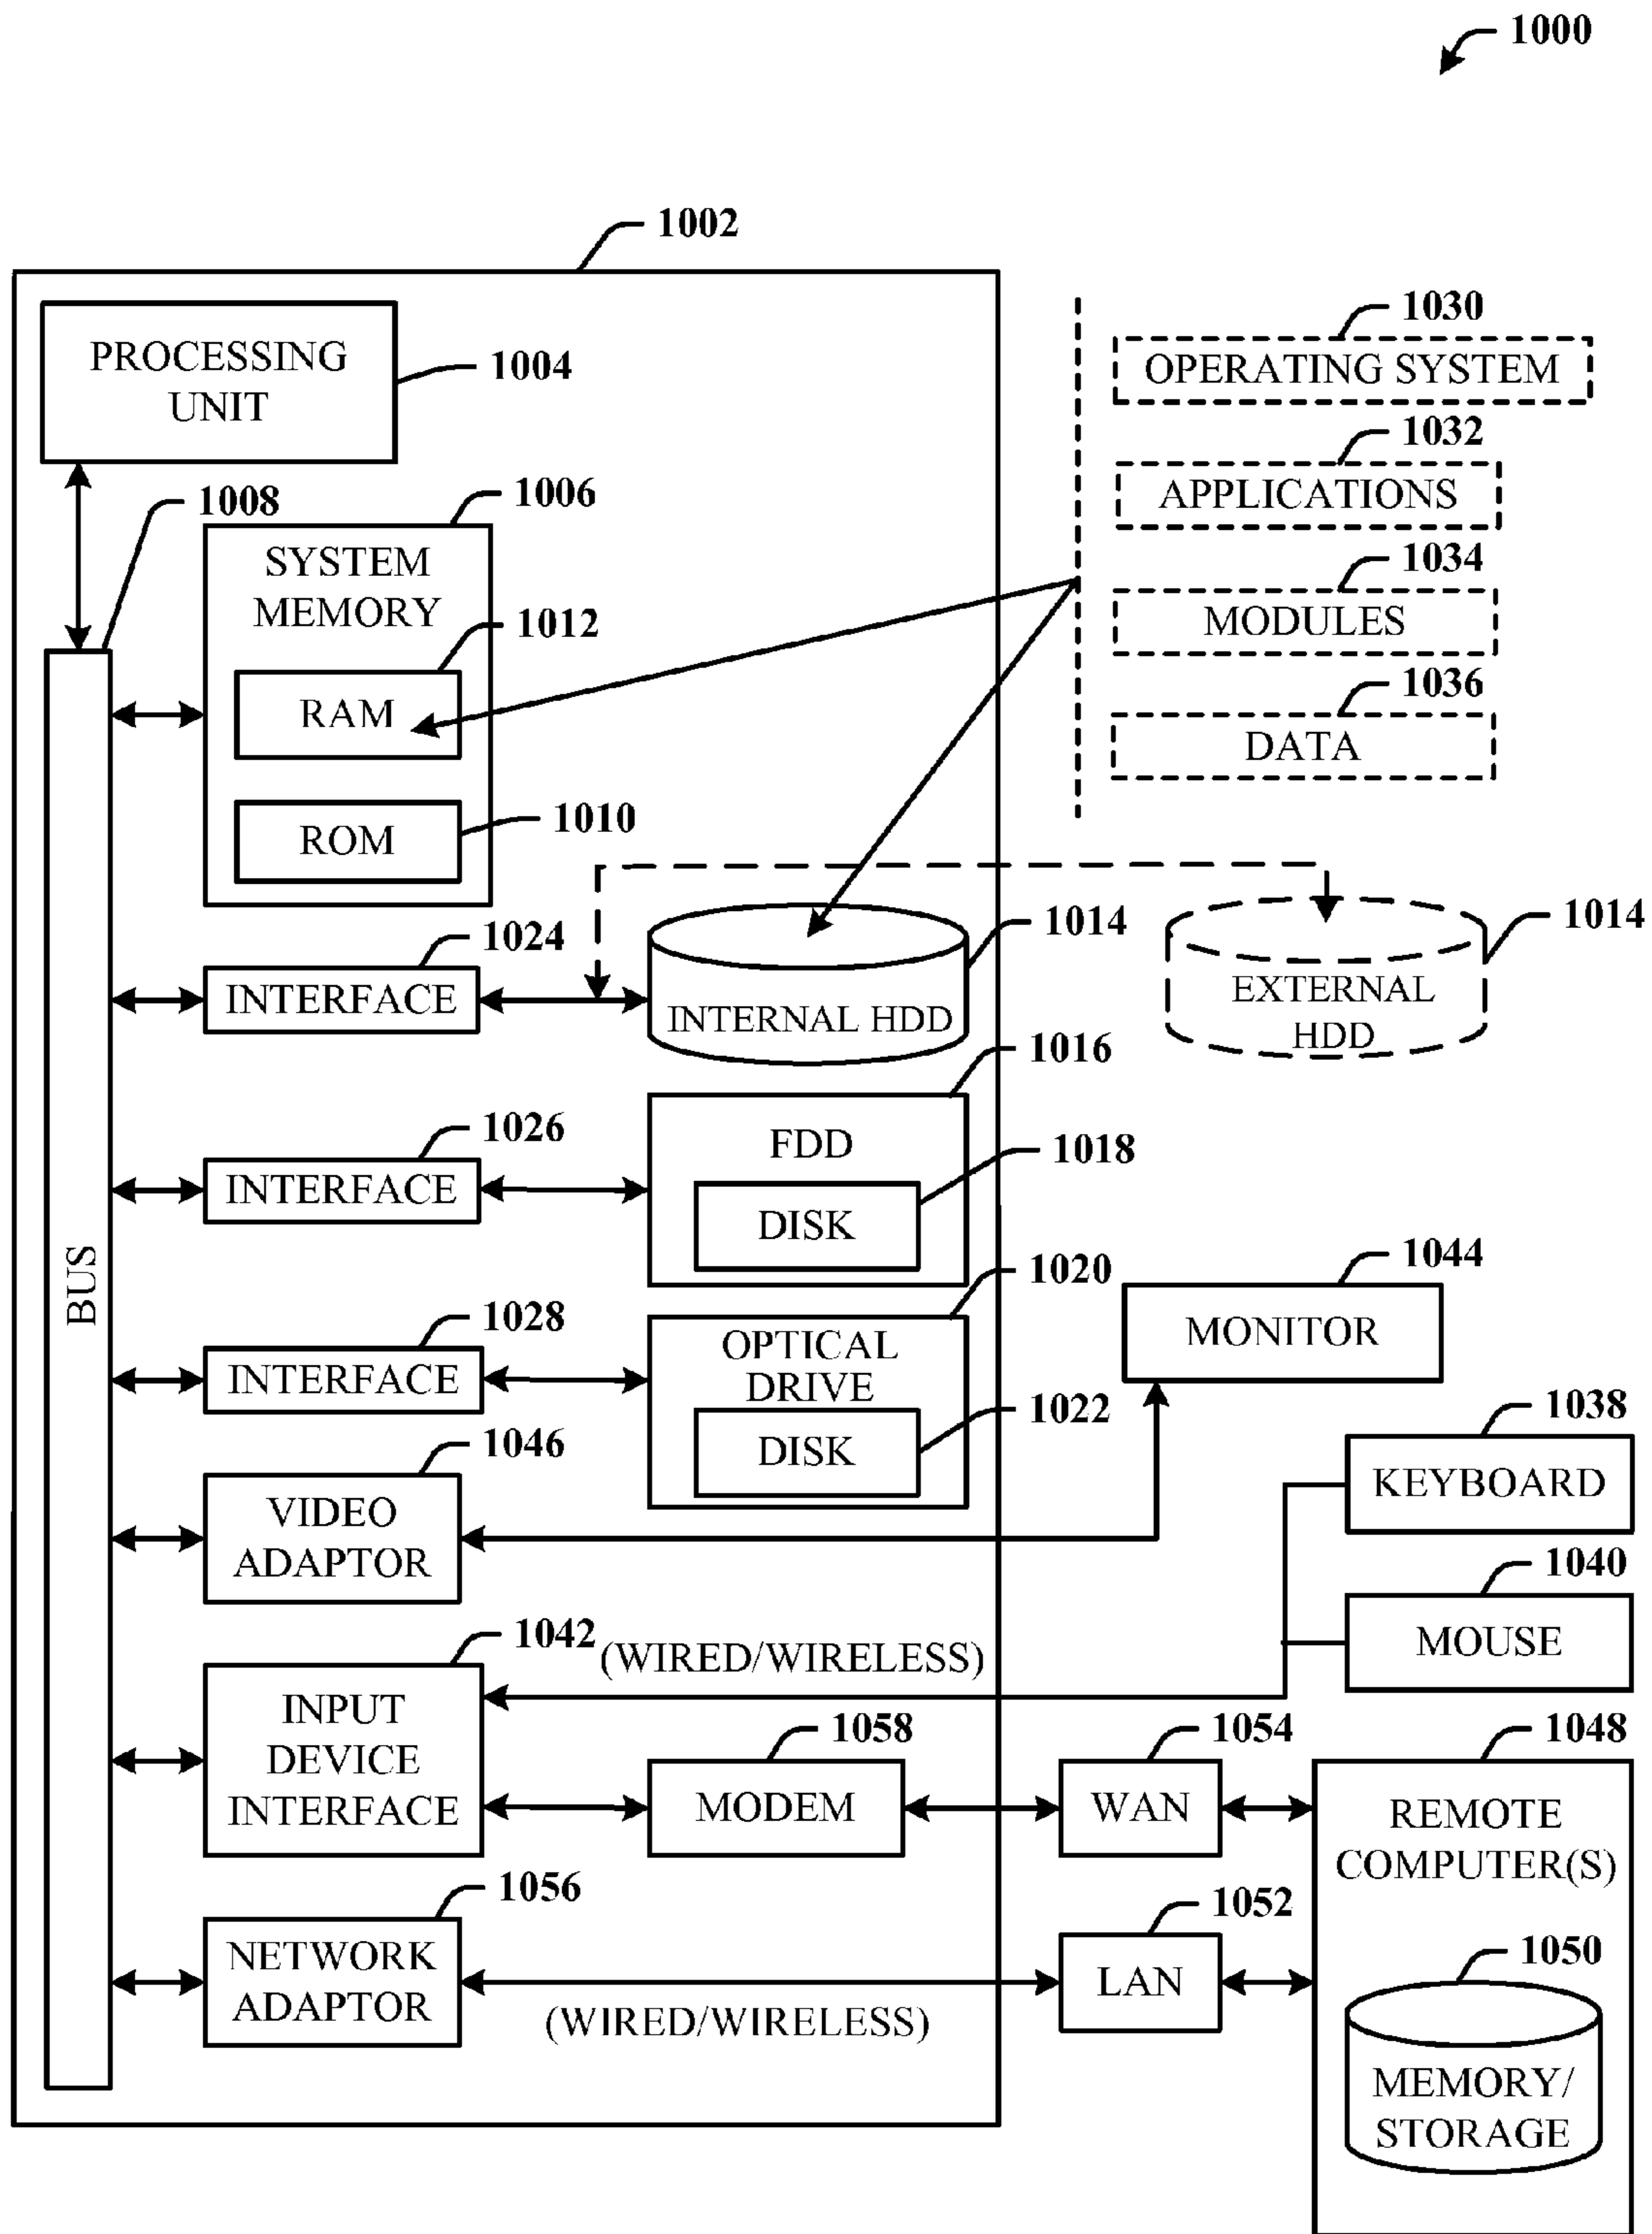 1000
1002
PROCESSING
UNIT
1004
1030
OPERATING SYSTEM
1032
APPLICATIONS
1034
MODULES
1036
DATA
1008
1006
SYSTEM
MEMORY
1012
RAM
1010
ROM
1024
INTERFACE
1014
INTERNAL HDD
1014
EXTERNAL
HDD
1016
FDD
1018
DISK
1026
INTERFACE
BUS
1020
OPTICAL
DRIVE
1022
DISK
1028
INTERFACE
1044
MONITOR
1046
VIDEO
ADAPTOR
1038
KEYBOARD
1040
MOUSE
1042
(WIRED/WIRELESS)
INPUT
DEVICE
INTERFACE
1058
MODEM
1054
WAN
1048
REMOTE
COMPUTER(S)
1056
NETWORK
ADAPTOR
(WIRED/WIRELESS)
1052
LAN
1050
MEMORY/
STORAGE